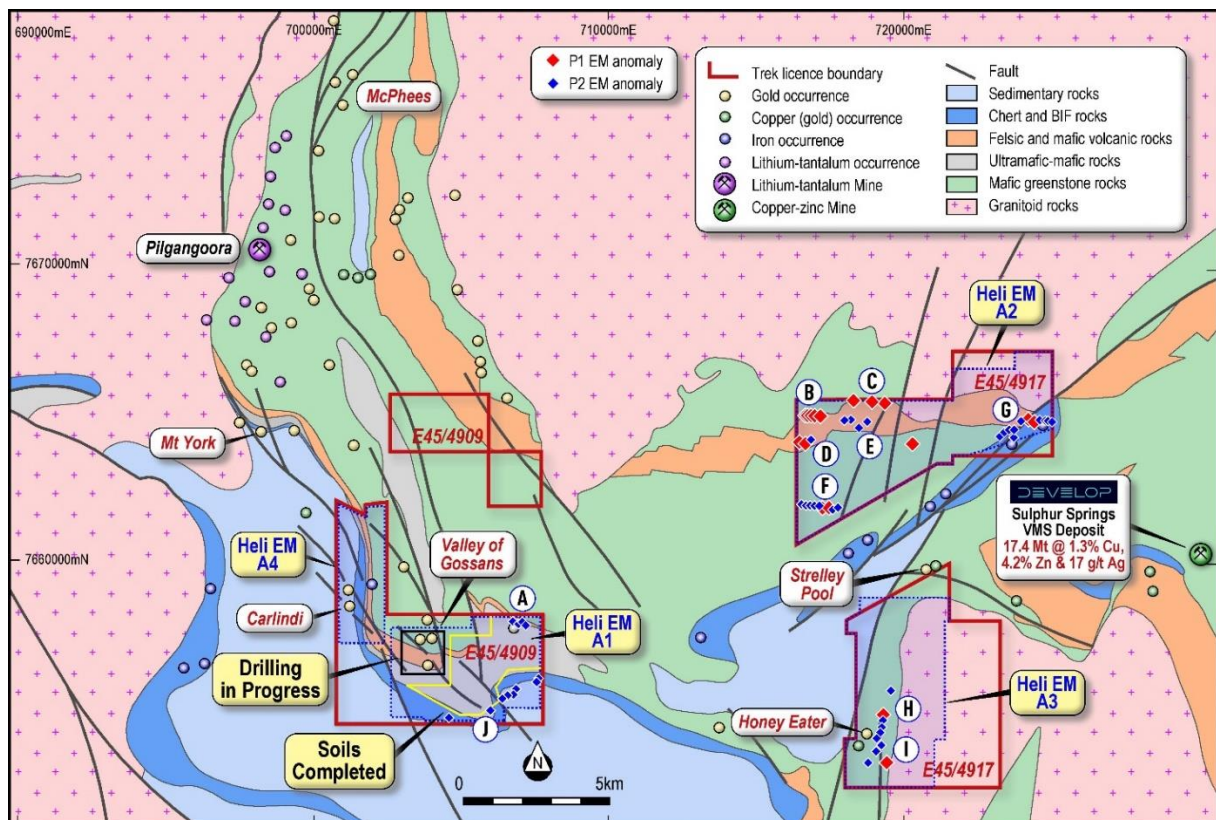 690000mE
700000mE
710000mE
720000mE
P1 EM anomaly
P2 EM anomaly
Trek licence boundary
Gold occurrence
Copper (gold) occurrence
Iron occurrence
Lithium-tantalum occurrence
Lithium-tantalum Mine
Copper-zinc Mine
Fault
Sedimentary rocks
Chert and BIF rocks
Felsic and mafic volcanic rocks
Ultramafic-mafic rocks
Mafic greenstone rocks
Granitoid rocks
McPhees
Pilgangoora
7670000mN
Heli EM
A2
E45/4917
B
C
G
E45/4909
Mt York
D
E
F
DEVELOP
Sulphur Springs
VMS Deposit
17.4 Mt @ 1.3% Cu,
4.2% Zn & 17 g/t Ag
7660000mN
Heli EM
A4
Valley of
Gossans
Strelley
Pool
Carlindi
A
Heli EM
A1
E45/4909
Drilling
in Progress
Heli EM
A3
H
Honey Eater
J
I
Soils
Completed
E45/4917
N
0
5km